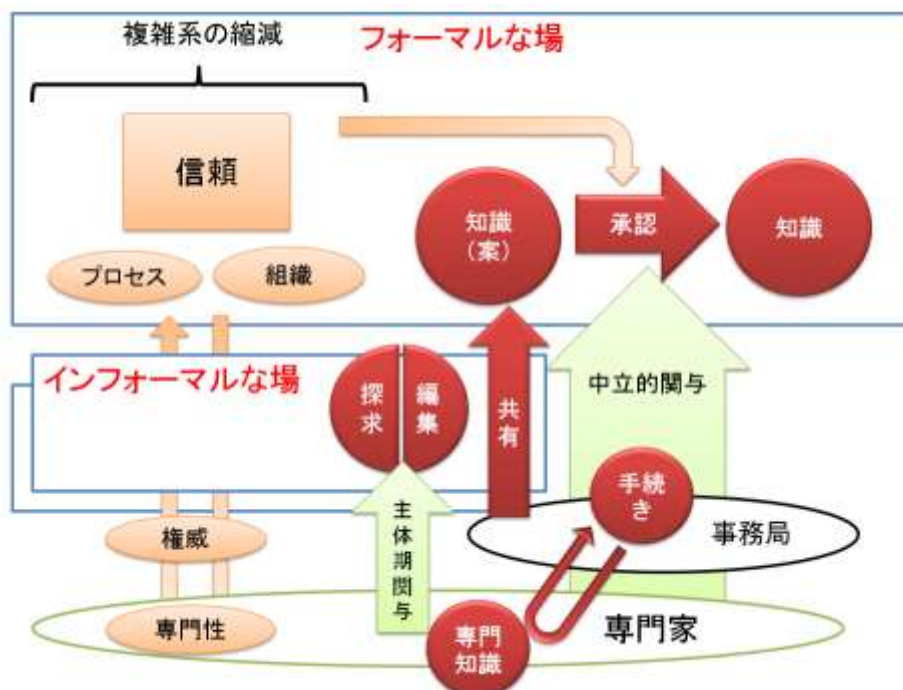 複雑系の縮減
フォーマルな場
信頼
知識
（案）
承認
知識
プロセス
組織
インフォーマルな場
探求
編集
共有
中立的関与
手続
き
事務局
権威
主体期関与
専門性
専門
知識
専門家